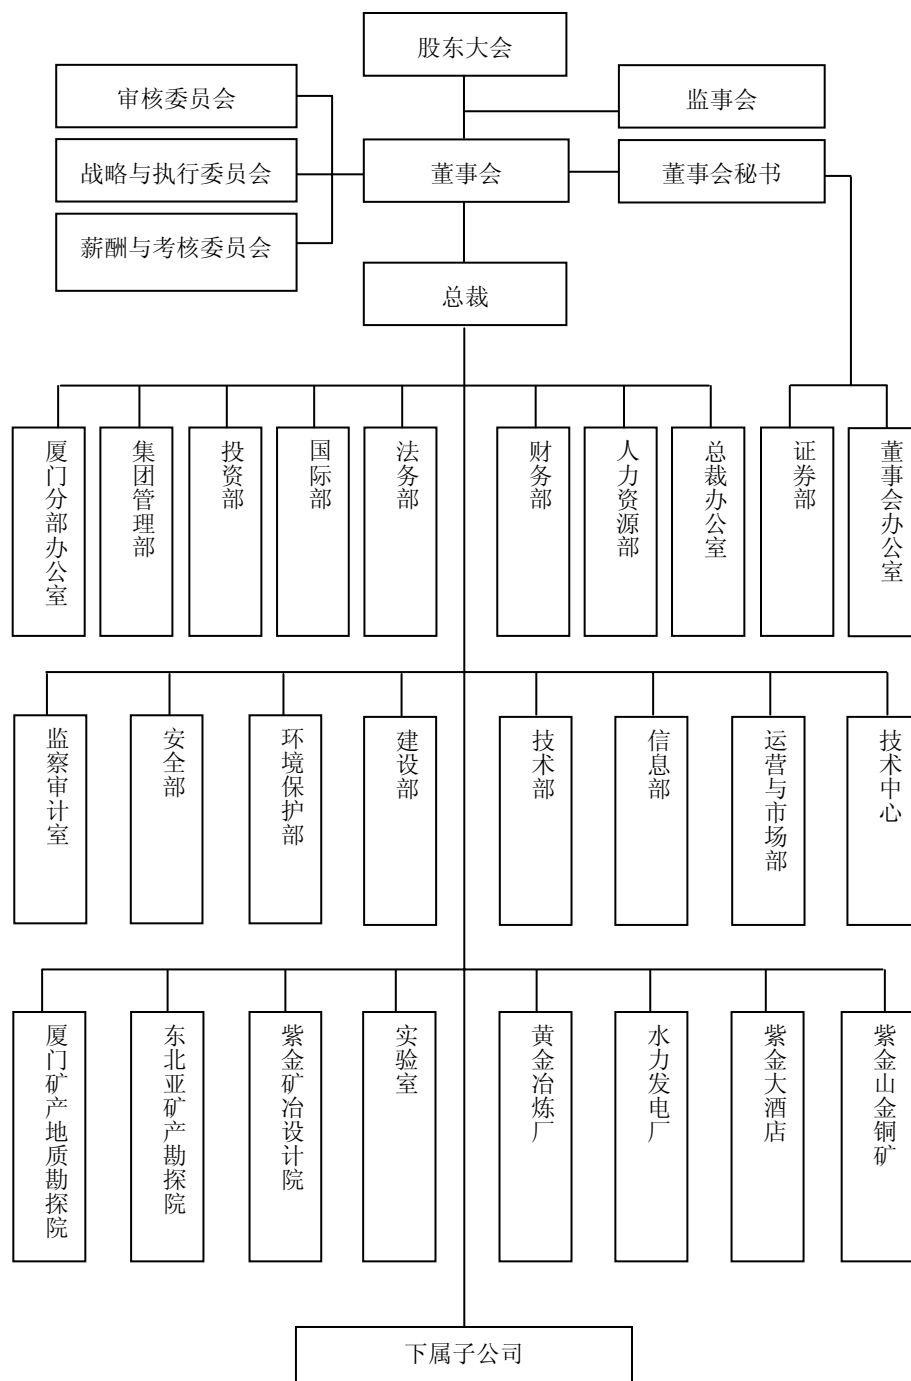 股东大会
审核委员会
监事会
战略与执行委员会
董事会
董事会秘书
薪酬与考核委员会
总裁
厦门分部办公室
集团管理部
投资部
国际部
法务部
财务部
人力资源部
总裁办公室
证券部
董事会办公室
监察审计室
安全部
环境保护部
建设部
技术部
信息部
运营与市场部
技术中心
厦门矿产地质勘探院
东北亚矿产勘探院
紫金矿冶设计院
实验室
黄金冶炼厂
水力发电厂
紫金大酒店
紫金山金铜矿
下属子公司